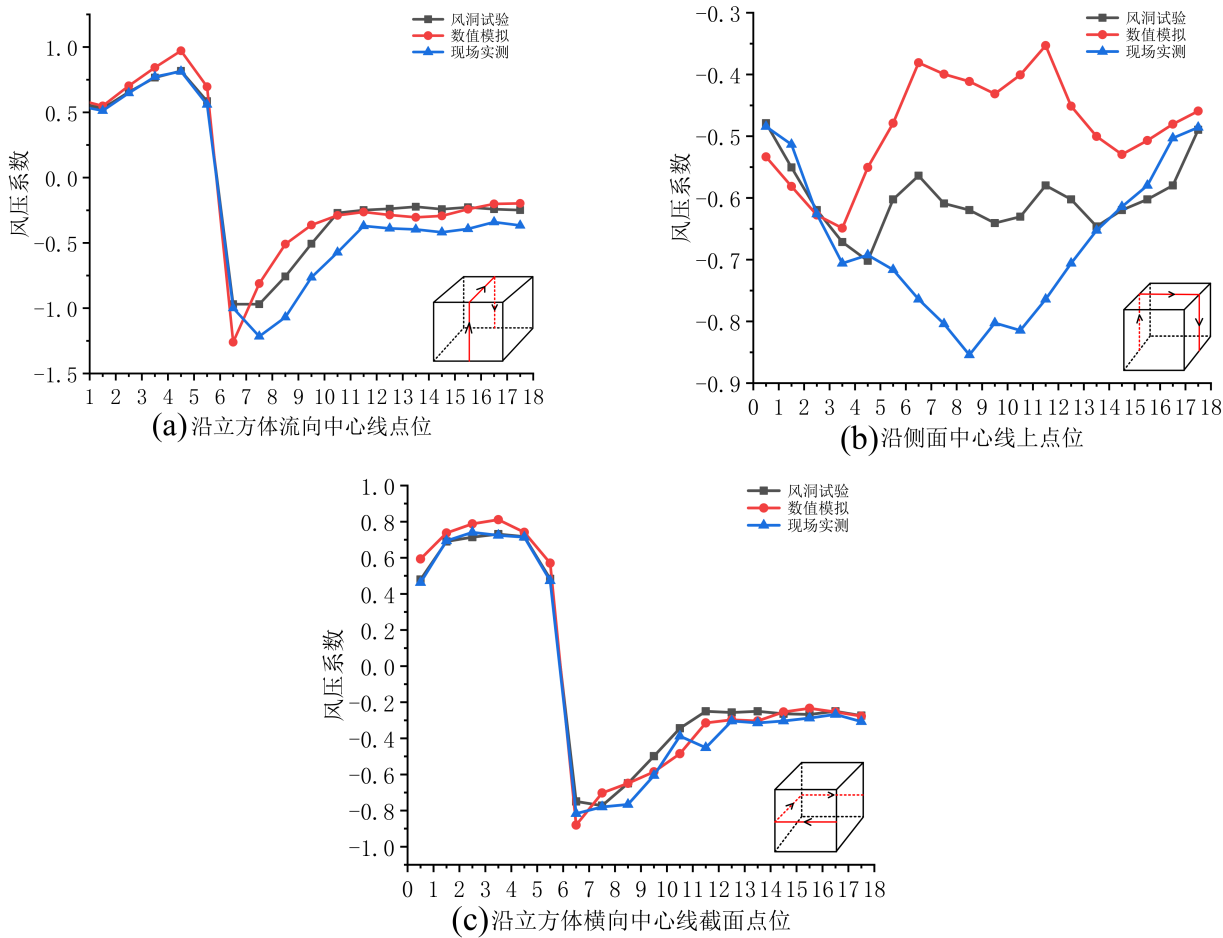 风洞试验
数值模拟
现场实测
1.0
0.5
0.0
-0.5
-1.0
-1.5
风压系数
1 2 3 4 5 6 7 8 9 10 11 12 13 14 15 16 17 18
(a)沿立方体流向中心线点位
风洞试验
数值模拟
现场实测
-0.3
-0.4
-0.5
-0.6
-0.7
-0.8
-0.9
风压系数
0 1 2 3 4 5 6 7 8 9 10 11 12 13 14 15 16 17 18
(b)沿侧面中心线上点位
风洞试验
数值模拟
现场实测
1.0
0.8
0.6
0.4
0.2
0.0
-0.2
-0.4
-0.6
-0.8
-1.0
风压系数
0 1 2 3 4 5 6 7 8 9 10 11 12 13 14 15 16 17 18
(c)沿立方体横向中心线截面点位